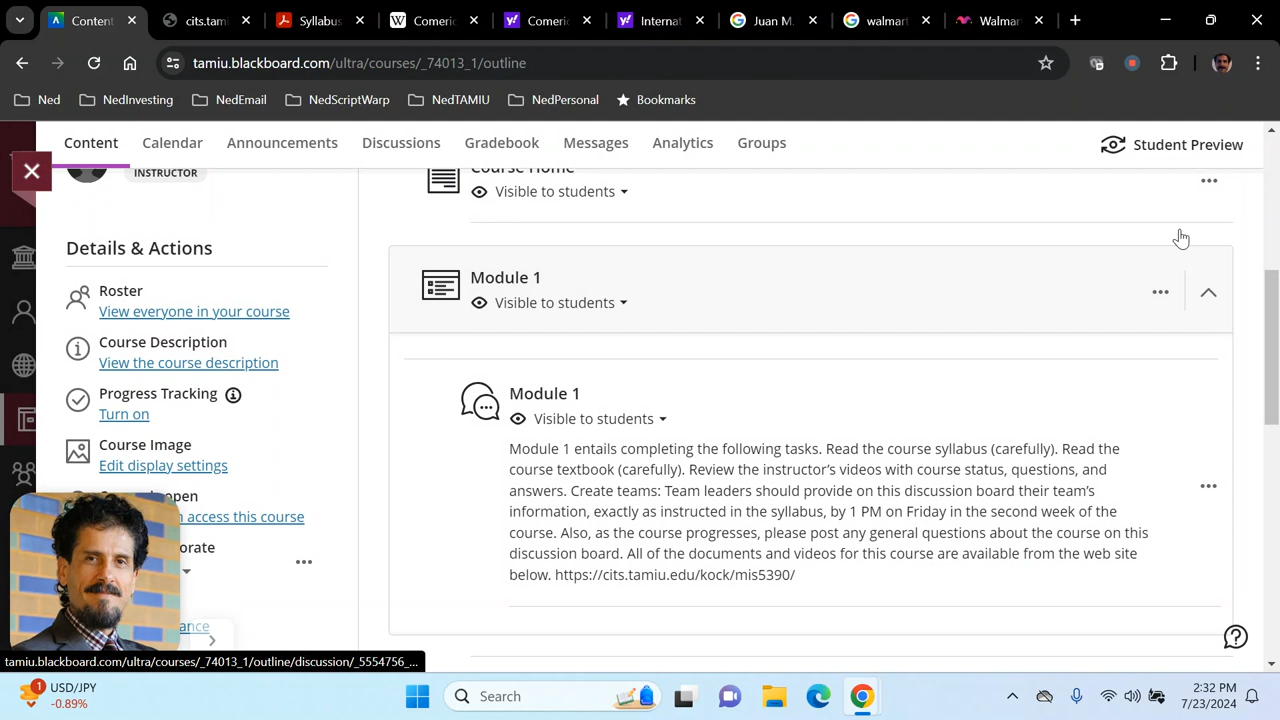 Content
cits.tamiu
Syllabus
Comeric
Comeric
Internat
Juan M.
walmart
Walmar
tamiu.blackboard.com/ultra/courses/_74013_1/outline
Ned
NedInvesting
NedEmail
NedScriptWarp
NedTAMIU
NedPersonal
Bookmarks
Content
Calendar
Announcements
Discussions
Gradebook
Messages
Analytics
Groups
Student Preview
INSTRUCTOR
Details & Actions
Roster
View everyone in your course
Course Description
View the course description
Progress Tracking
Turn on
Course Image
Edit display settings
open
access this course
orate
ance
Course Home
Visible to students
Module 1
Visible to students
Module 1
Visible to students
Module 1 entails completing the following tasks. Read the course syllabus (carefully). Read the
course textbook (carefully). Review the instructor's videos with course status, questions, and
answers. Create teams: Team leaders should provide on this discussion board their team's
information, exactly as instructed in the syllabus, by 1 PM on Friday in the second week of the
course. Also, as the course progresses, please post any general questions about the course on this
discussion board. All of the documents and videos for this course are available from the web site
below. https://cits.tamiu.edu/kock/mis5390/
tamiu.blackboard.com/ultra/courses/_74013_1/outline/discussion/_5554756_...
1
USD/JPY
-0.89%
Search
2:32 PM
7/23/2024